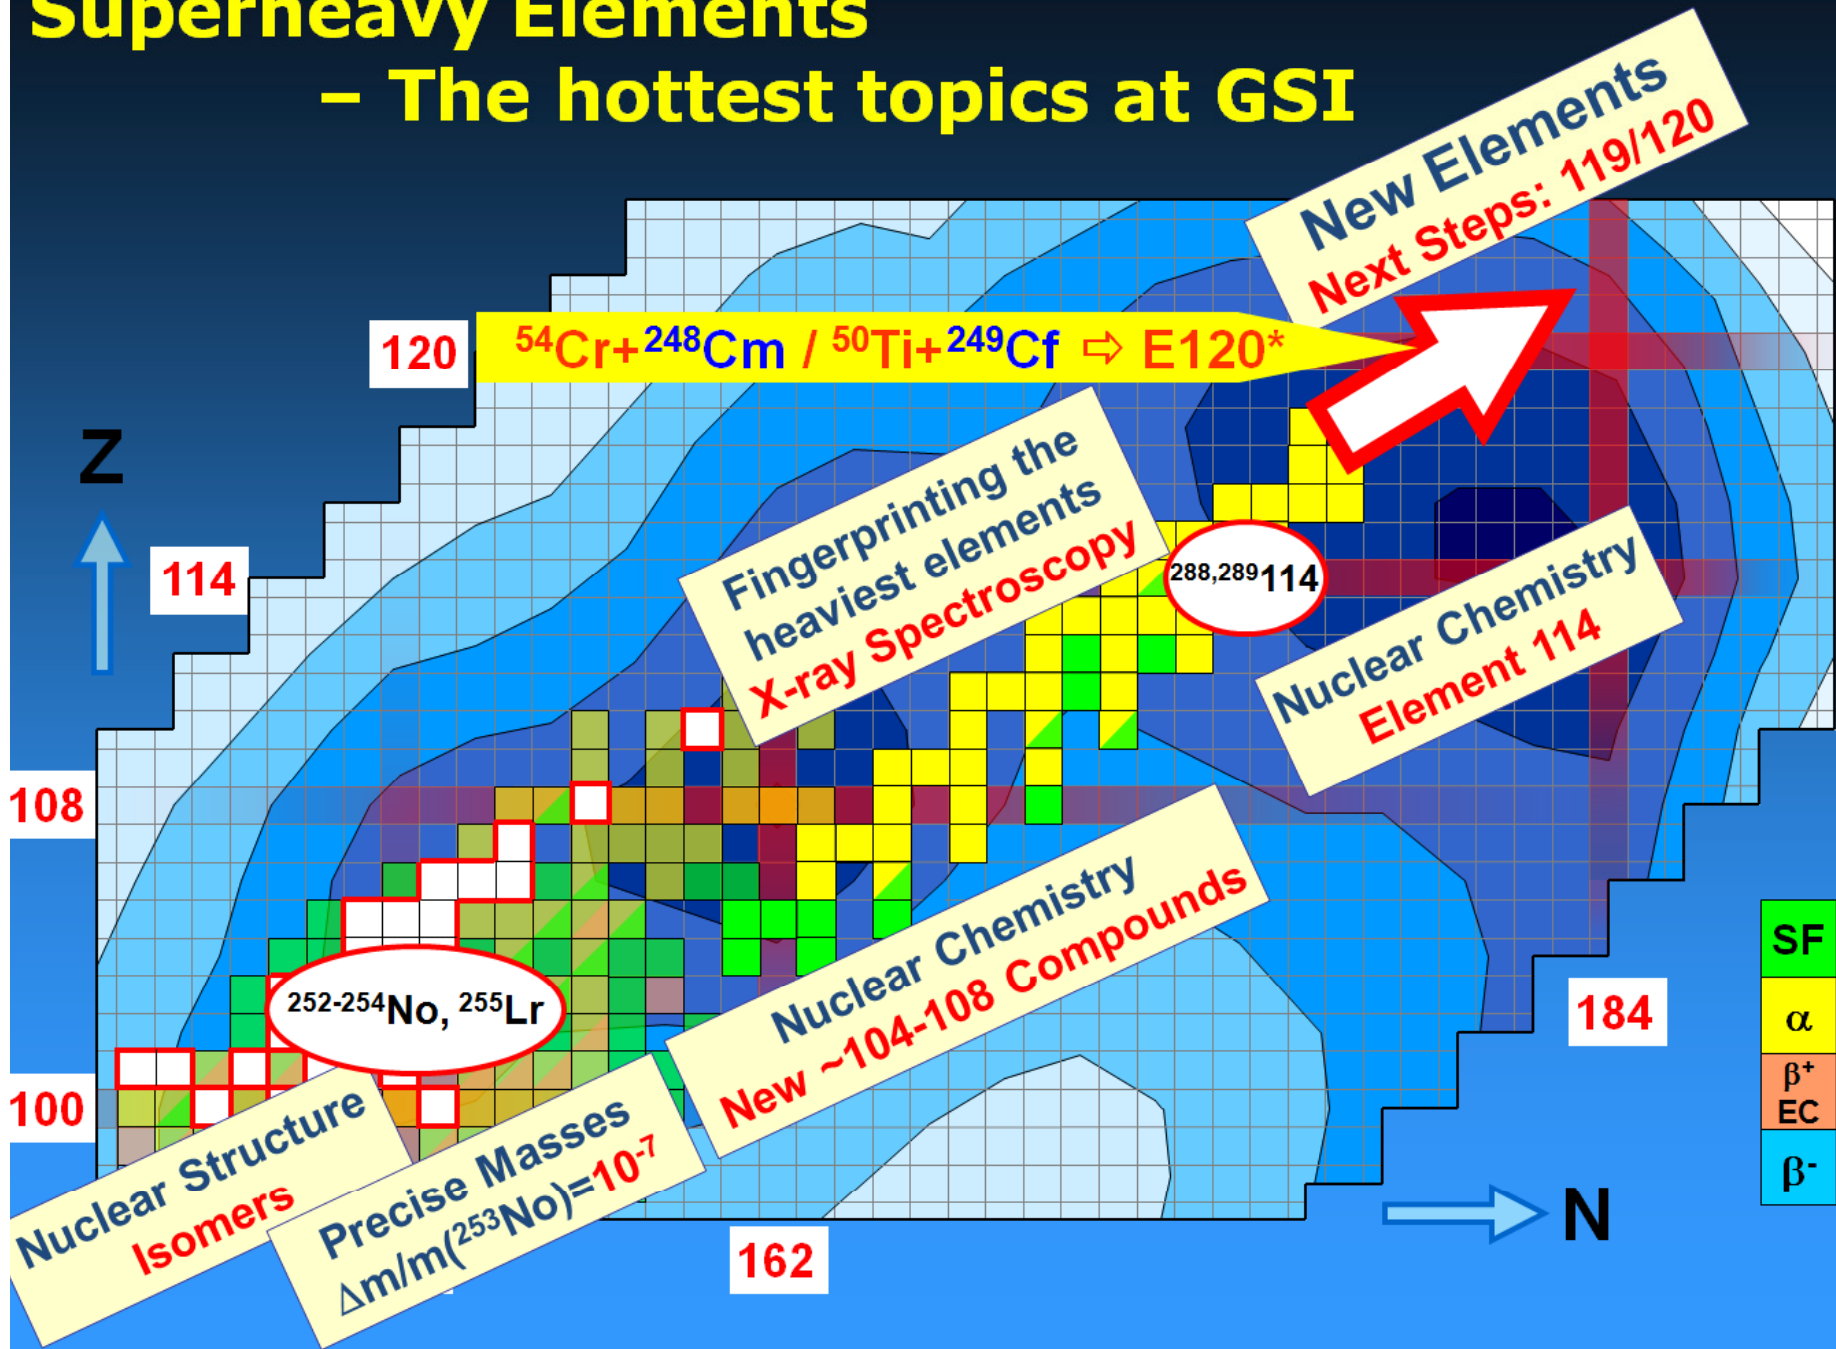 Superheavy Elements
– The hottest topics at GSI
New Elements
Next Steps: 119/120
120
⁵⁴Cr+²⁴⁸Cm / ⁵⁰Ti+²⁴⁹Cf ⇨ E120*
Z
Fingerprinting the
heaviest elements
X-ray Spectroscopy
114
²⁸⁸,²⁸⁹114
Nuclear Chemistry
Element 114
108
Nuclear Chemistry
New ~104-108 Compounds
²⁵²⁻²⁵⁴No, ²⁵⁵Lr
184
SF
α
β⁺
EC
β⁻
100
Nuclear Structure
Isomers
Precise Masses
Δm/m(²⁵³No)=10⁻⁷
N
162